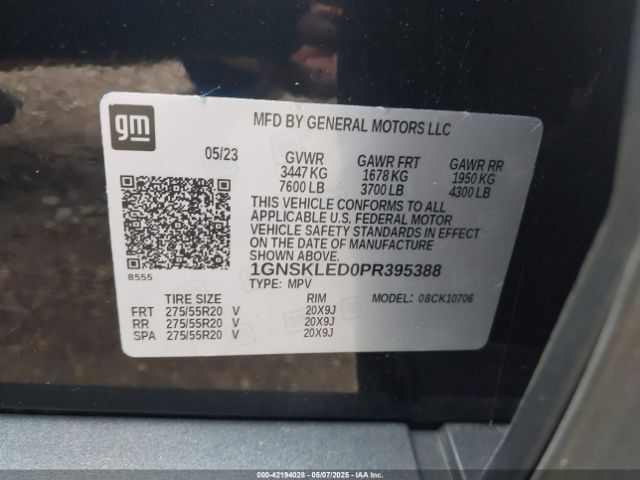 gm
MFD BY GENERAL MOTORS LLC
05/23 GVWR GAWR FRT GAWR RR
3447 KG 1678 KG 1950 KG
7600 LB 3700 LB 4300 LB
THIS VEHICLE CONFORMS TO ALL
APPLICABLE U.S. FEDERAL MOTOR
VEHICLE SAFETY STANDARDS IN EFFECT
ON THE DATE OF MANUFACTURE
SHOWN ABOVE.
8555
1GNSKLED0PR395388
TYPE: MPV MODEL: 08CK10706
TIRE SIZE RIM
FRT 275/55R20 V 20X9J
RR 275/55R20 V 20X9J
SPA 275/55R20 V 20X9J
000-42194028 - 05/07/2025 - IAAI.COM